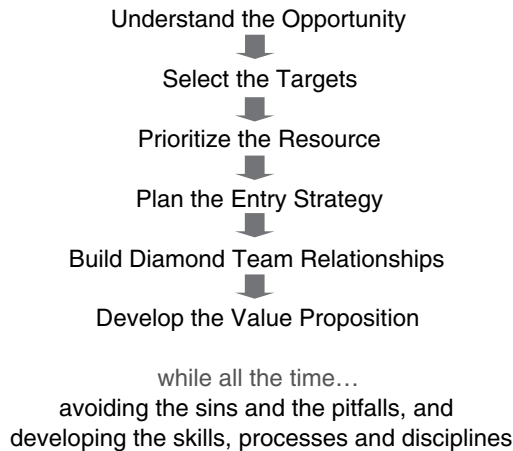 Understand the Opportunity
Select the Targets
Prioritize the Resource
Plan the Entry Strategy
Build Diamond Team Relationships
Develop the Value Proposition
while all the time…
avoiding the sins and the pitfalls, and
developing the skills, processes and disciplines